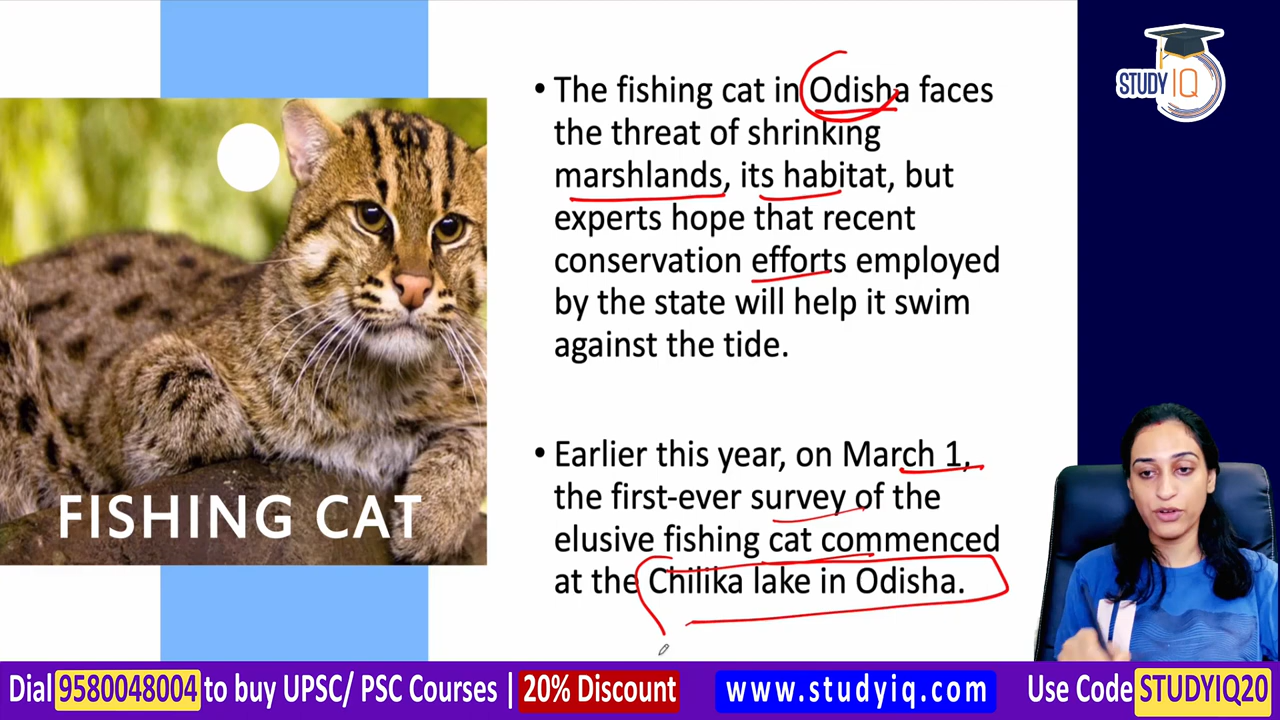 • The fishing cat in Odisha faces
the threat of shrinking
marshlands, its habitat, but
experts hope that recent
conservation efforts employed
by the state will help it swim
against the tide.
• Earlier this year, on March 1,
the first-ever survey of the
elusive fishing cat commenced
at the Chilika lake in Odisha.
FISHING CAT
STUDY IQ
Dial 9580048004 to buy UPSC/ PSC Courses | 20% Discount www.studyiq.com Use Code STUDYIQ20